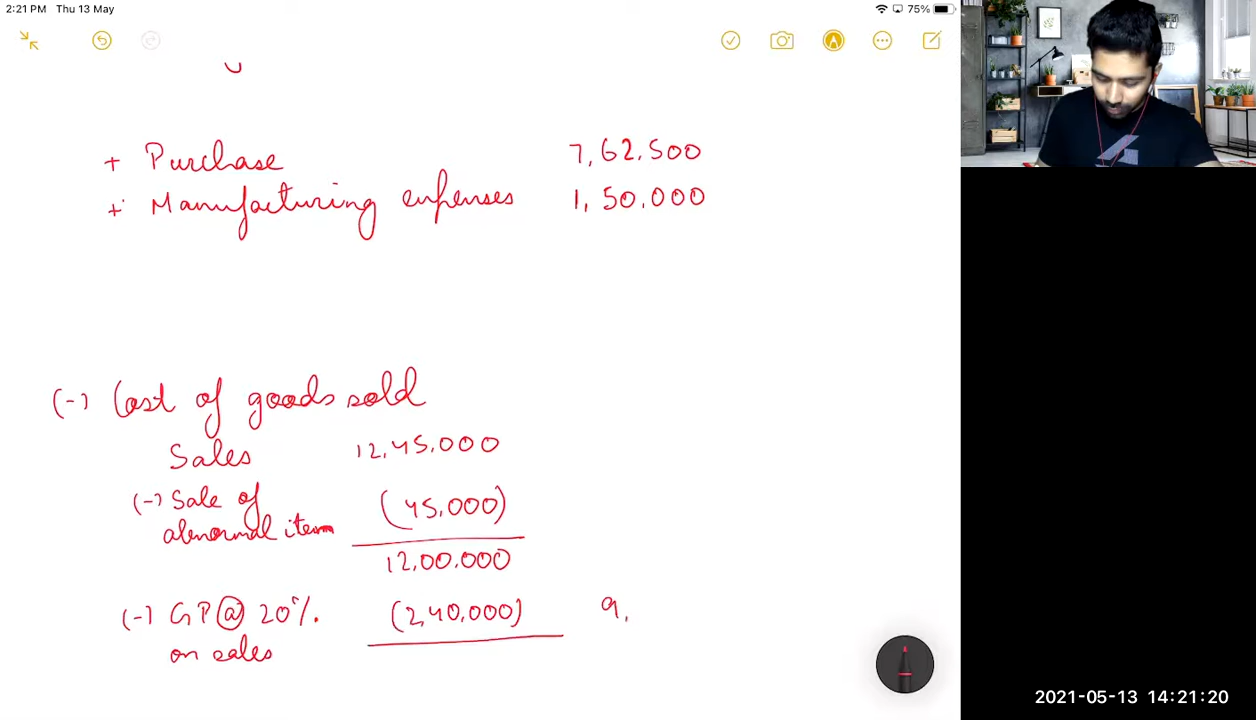 2:21 PM Thu 13 May
75%
+ Purchase 7,62,500
+ Manufacturing expenses 1,50,000
(-) Cost of goods sold
Sales 12,45,000
(-) Sale of (45,000)
abnormal item
12,00,000
(-) GP@ 20% (2,40,000) 9,
on sales
2021-05-13 14:21:20